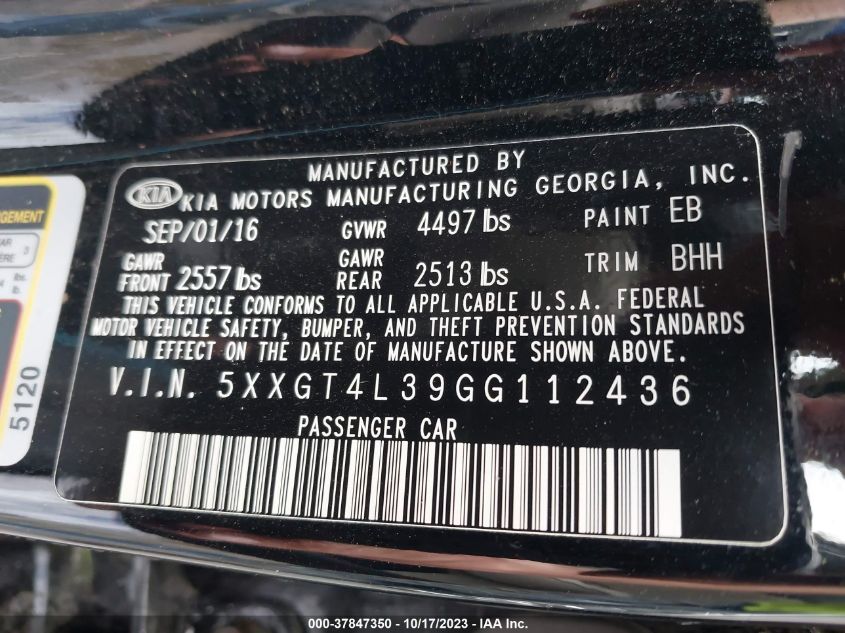 MANUFACTURED BY
KIA KIA MOTORS MANUFACTURING GEORGIA, INC.
SEP/01/16 GVWR 4497 lbs PAINT EB
GAWR FRONT 2557 lbs GAWR REAR 2513 lbs TRIM BHH
THIS VEHICLE CONFORMS TO ALL APPLICABLE U.S.A. FEDERAL
MOTOR VEHICLE SAFETY, BUMPER, AND THEFT PREVENTION STANDARDS
IN EFFECT ON THE DATE OF MANUFACTURE SHOWN ABOVE.
V.I.N. 5XXGT4L39GG112436
PASSENGER CAR
5120
000-37847350 - 10/17/2023 - IAA Inc.